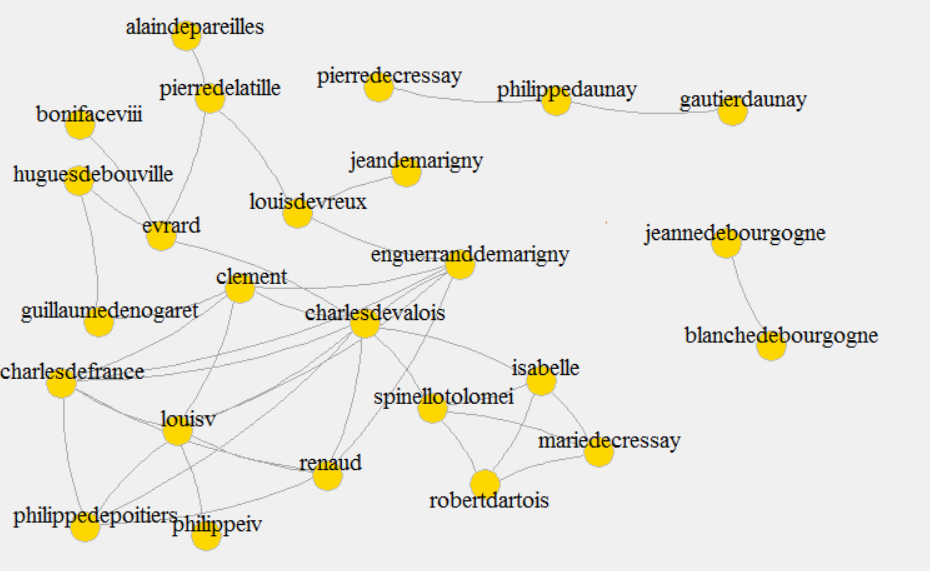 alaindepareilles
pierredecressay
pierredelatille
philippedaunay
gautierdaunay
bonifaceviii
jeandemarigny
huguesdebouville
louisdevreux
evrard
jeannedebourgogne
enguerranddemarigny
clement
guillaumedenogaret
charlesdevalois
blanchedebourgogne
charlesdefrance
isabelle
spinellotolomei
louisv
mariedecressay
renaud
robertdartois
philippedepoitiers
philippeiv